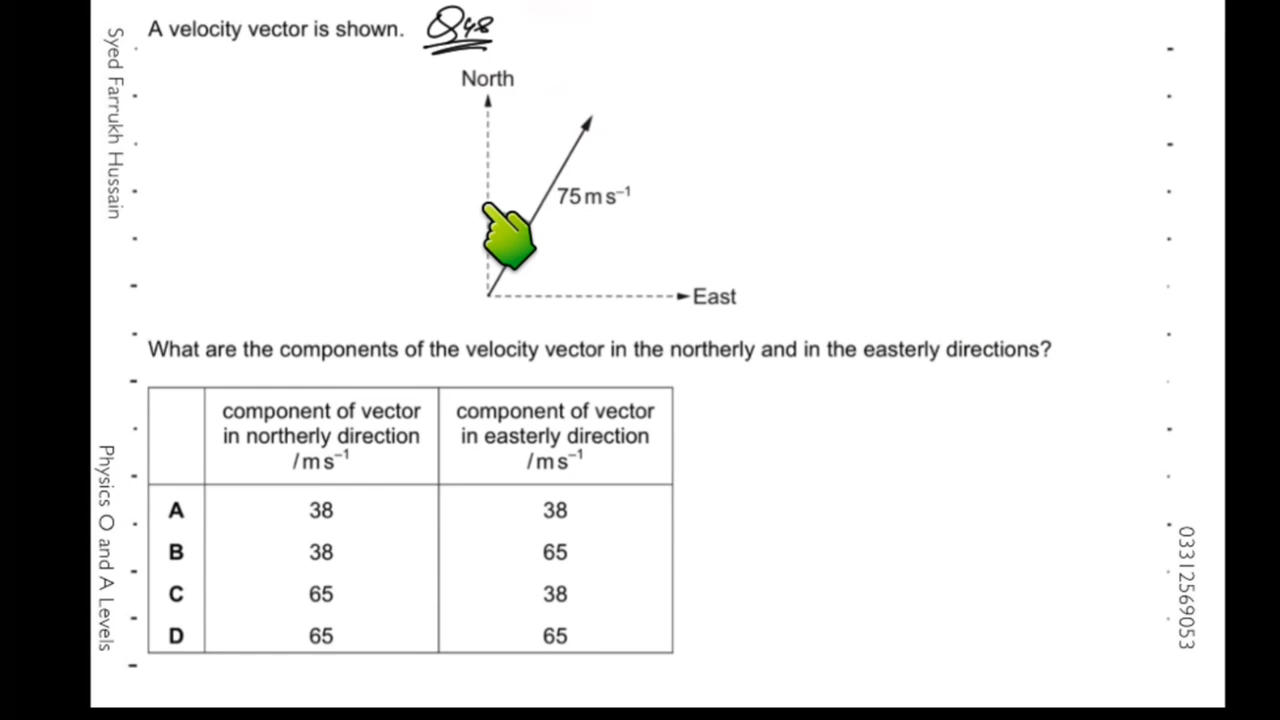 A velocity vector is shown. Q48
North
75 m s⁻¹
East
What are the components of the velocity vector in the northerly and in the easterly directions?
component of vector in northerly direction / m s⁻¹
component of vector in easterly direction / m s⁻¹
A 38 38
B 38 65
C 65 38
D 65 65
Syed Farrukh Hussain
Physics O and A Levels
03312569053